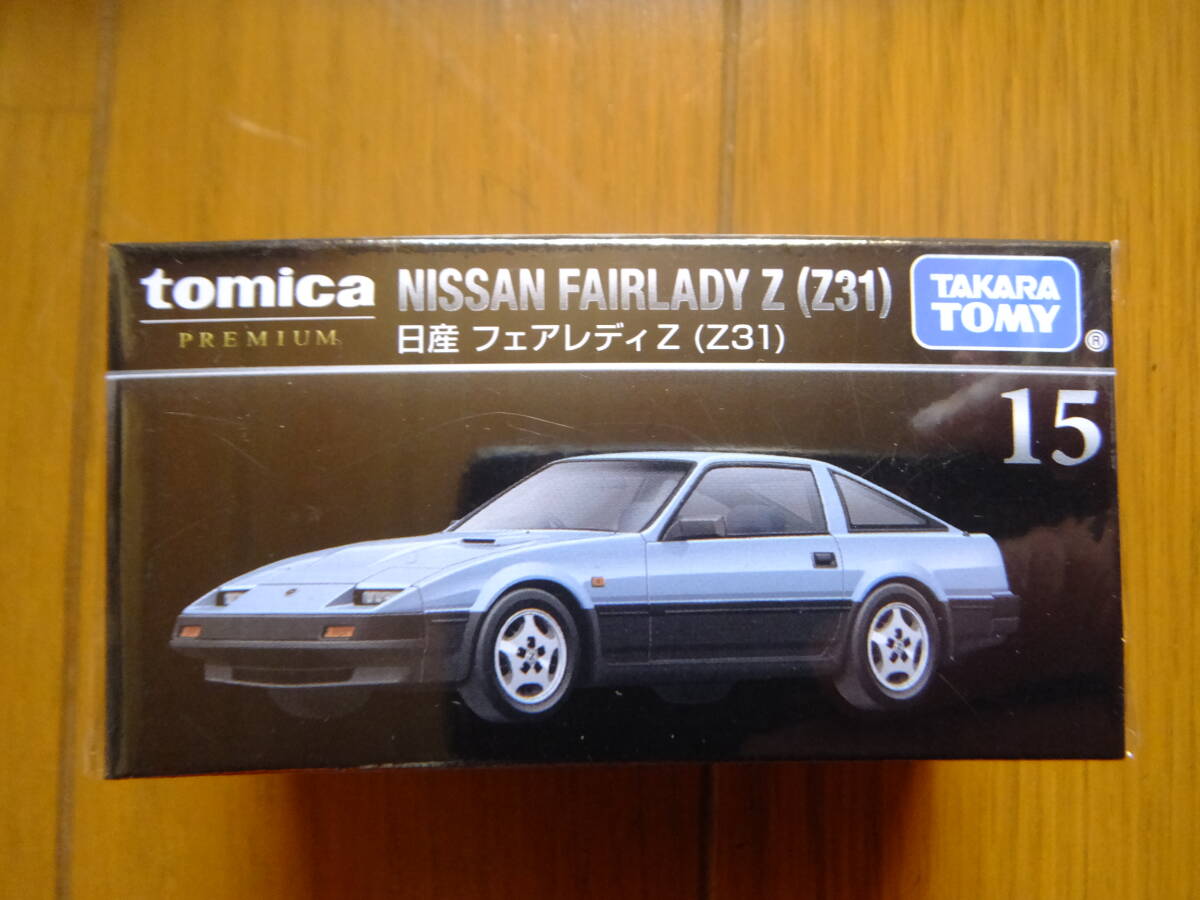 tomica
PREMIUM
NISSAN FAIRLADY Z (Z31)
日産 フェアレディZ (Z31)
TAKARA
TOMY
®
15